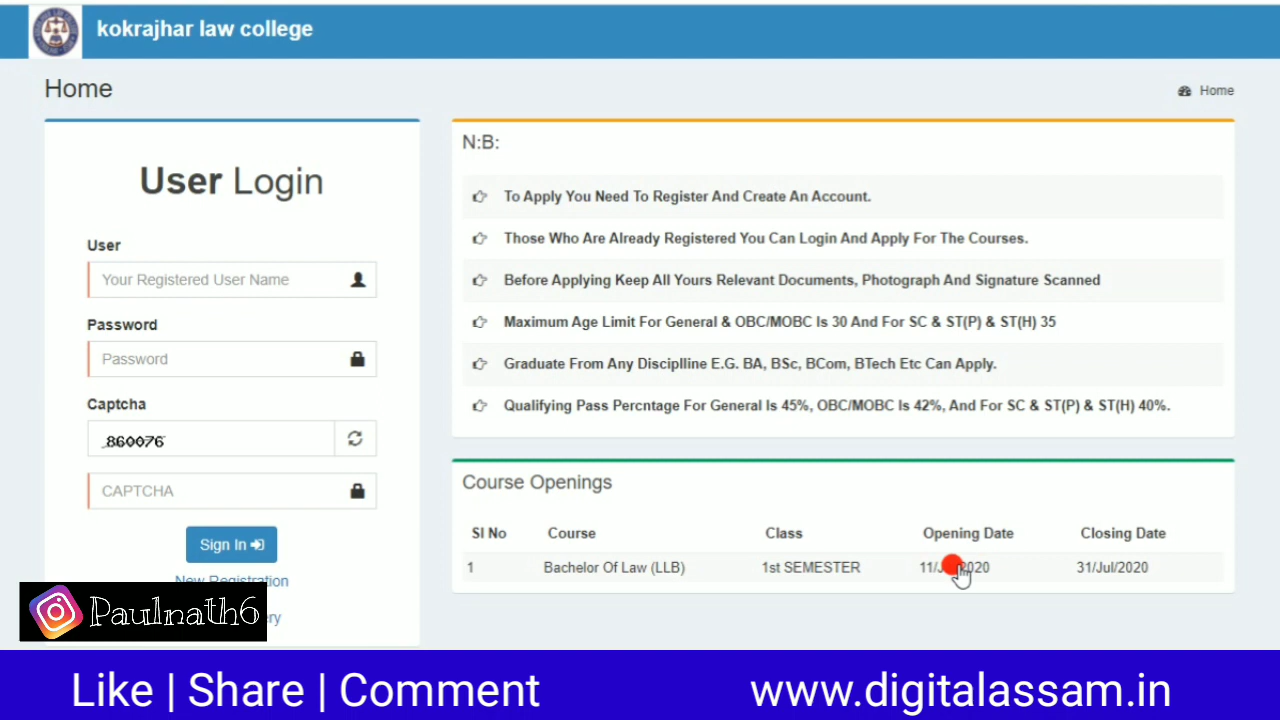 kokrajhar law college
Home
Home
User Login
User
Your Registered User Name
Password
Password
Captcha
860076
CAPTCHA
Sign In
New Registration
N:B:
To Apply You Need To Register And Create An Account.
Those Who Are Already Registered You Can Login And Apply For The Courses.
Before Applying Keep All Yours Relevant Documents, Photograph And Signature Scanned
Maximum Age Limit For General & OBC/MOBC Is 30 And For SC & ST(P) & ST(H) 35
Graduate From Any Disciplline E.G. BA, BSc, BCom, BTech Etc Can Apply.
Qualifying Pass Percntage For General Is 45%, OBC/MOBC Is 42%, And For SC & ST(P) & ST(H) 40%.
Course Openings
Sl No Course Class Opening Date Closing Date
1 Bachelor Of Law (LLB) 1st SEMESTER 31/Jul/2020
Paulnath6
Like | Share | Comment
www.digitalassam.in